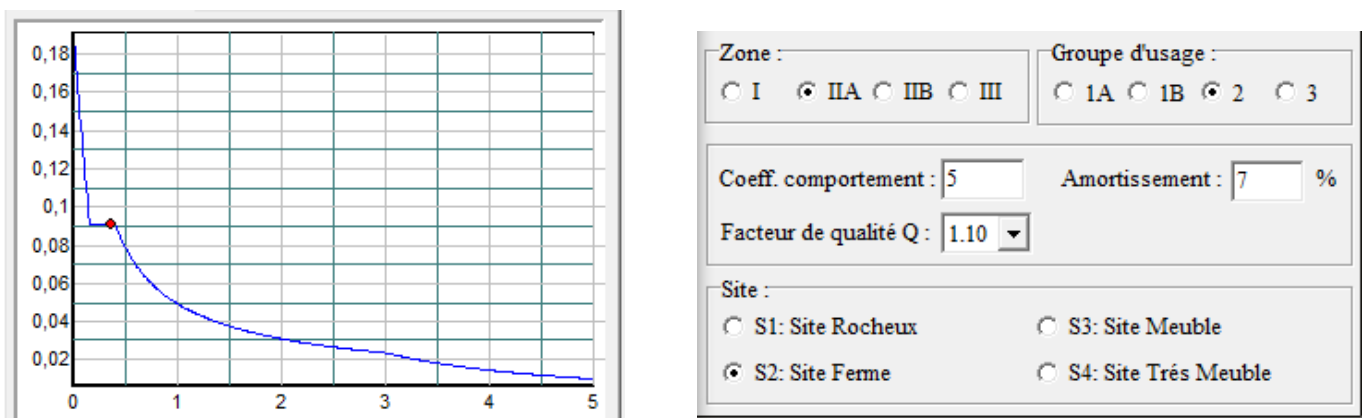 0,18
0,16
0,14
0,12
0,1
0,08
0,06
0,04
0,02
0 1 2 3 4 5
Zone :
I IIA IIB III
Groupe d'usage :
1A 1B 2 3
Coeff. comportement : 5 Amortissement : 7 %
Facteur de qualité Q : 1.10
Site :
S1: Site Rocheux S3: Site Meuble
S2: Site Ferme S4: Site Trés Meuble